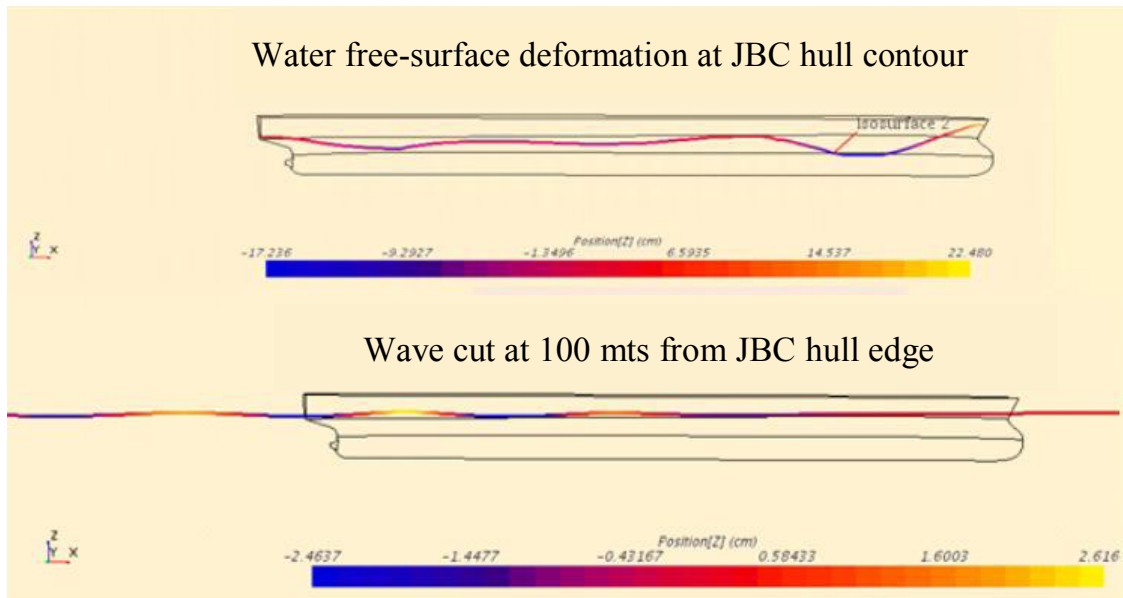 Water free-surface deformation at JBC hull contour
Isosurface 2
Z
Y X
Position[Z] (cm)
-17.236 -9.2927 -1.3496 6.5935 14.537 22.480
Wave cut at 100 mts from JBC hull edge
Z
Y X
Position[Z] (cm)
-2.4637 -1.4477 -0.43167 0.58433 1.6003 2.616